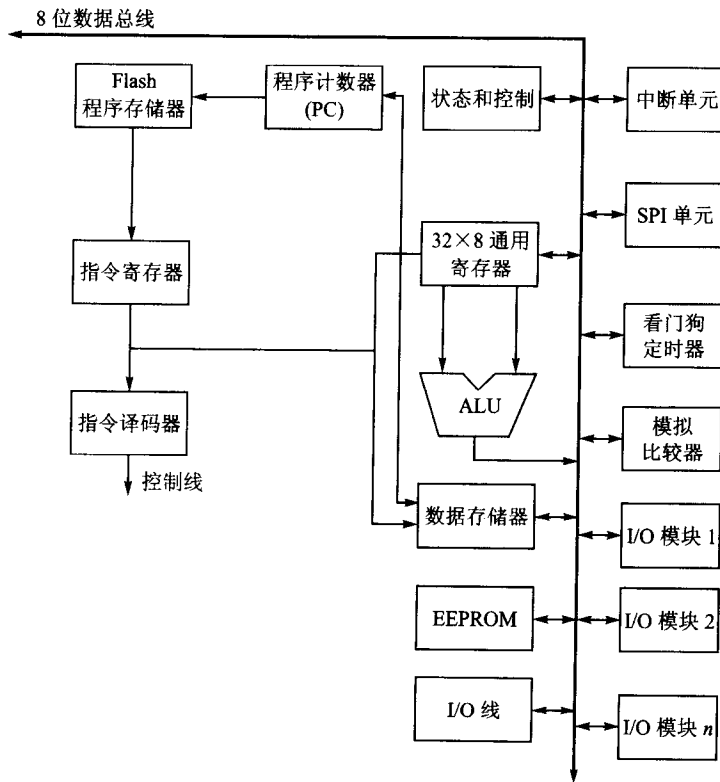 8 位数据总线
Flash
程序存储器
程序计数器
(PC)
状态和控制
中断单元
SPI 单元
指令寄存器
32×8 通用
寄存器
看门狗
定时器
ALU
指令译码器
模拟
比较器
控制线
数据存储器
I/O 模块 1
EEPROM
I/O 模块 2
I/O 线
I/O 模块 n